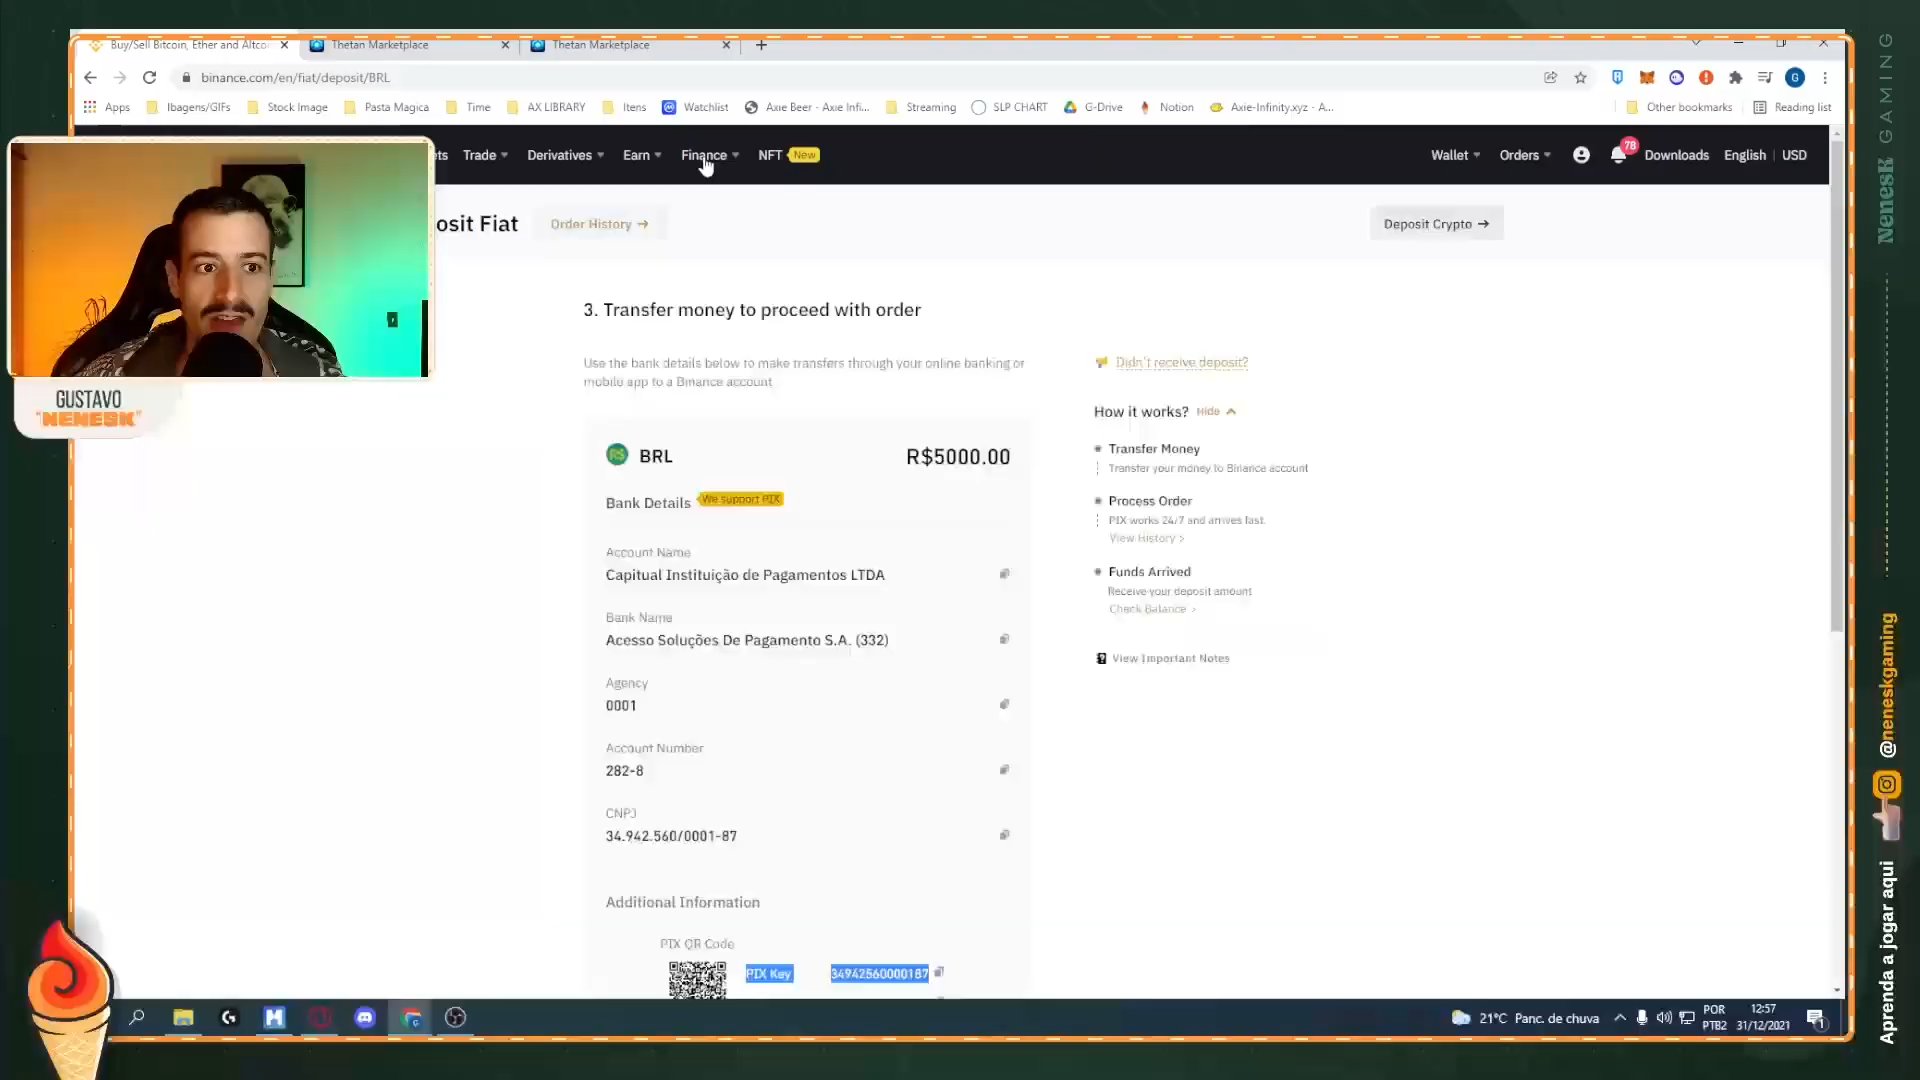 Buy/Sell Bitcoin, Ether and Altco
Thetan Marketplace
Thetan Marketplace
binance.com/en/fiat/deposit/BRL
Apps
Ibagens/GIFs
Stock Image
Pasta Magica
Time
AX LIBRARY
Itens
Watchlist
Axie Beer - Axie Infi...
Streaming
SLP CHART
G-Drive
Notion
Axie-Infinity.xyz - A...
Other bookmarks
Reading list
ets
Trade
Derivatives
Earn
Finance
NFT
New
Wallet
Orders
78
Downloads
English
USD
osit Fiat
Order History →
Deposit Crypto →
3. Transfer money to proceed with order
Use the bank details below to make transfers through your online banking or
mobile app to a Binance account
BRL
R$5000.00
Bank Details
We support PIX
Account Name
Capitual Instituição de Pagamentos LTDA
Bank Name
Acesso Soluções De Pagamento S.A. (332)
Agency
0001
Account Number
282-8
CNPJ
34.942.560/0001-87
Additional Information
PIX QR Code
PIX Key
34942560000187
Didn't receive deposit?
How it works?
Hide
Transfer Money
Transfer your money to Binance account
Process Order
PIX works 24/7 and arrives fast.
View History >
Funds Arrived
Receive your deposit amount
Check Balance >
View Important Notes
GUSTAVO
"NENESK"
21°C Panc. de chuva
POR
PTB2
12:57
31/12/2021
1
Nenesk GAMING
@neneskgaming
Aprenda a jogar aqui